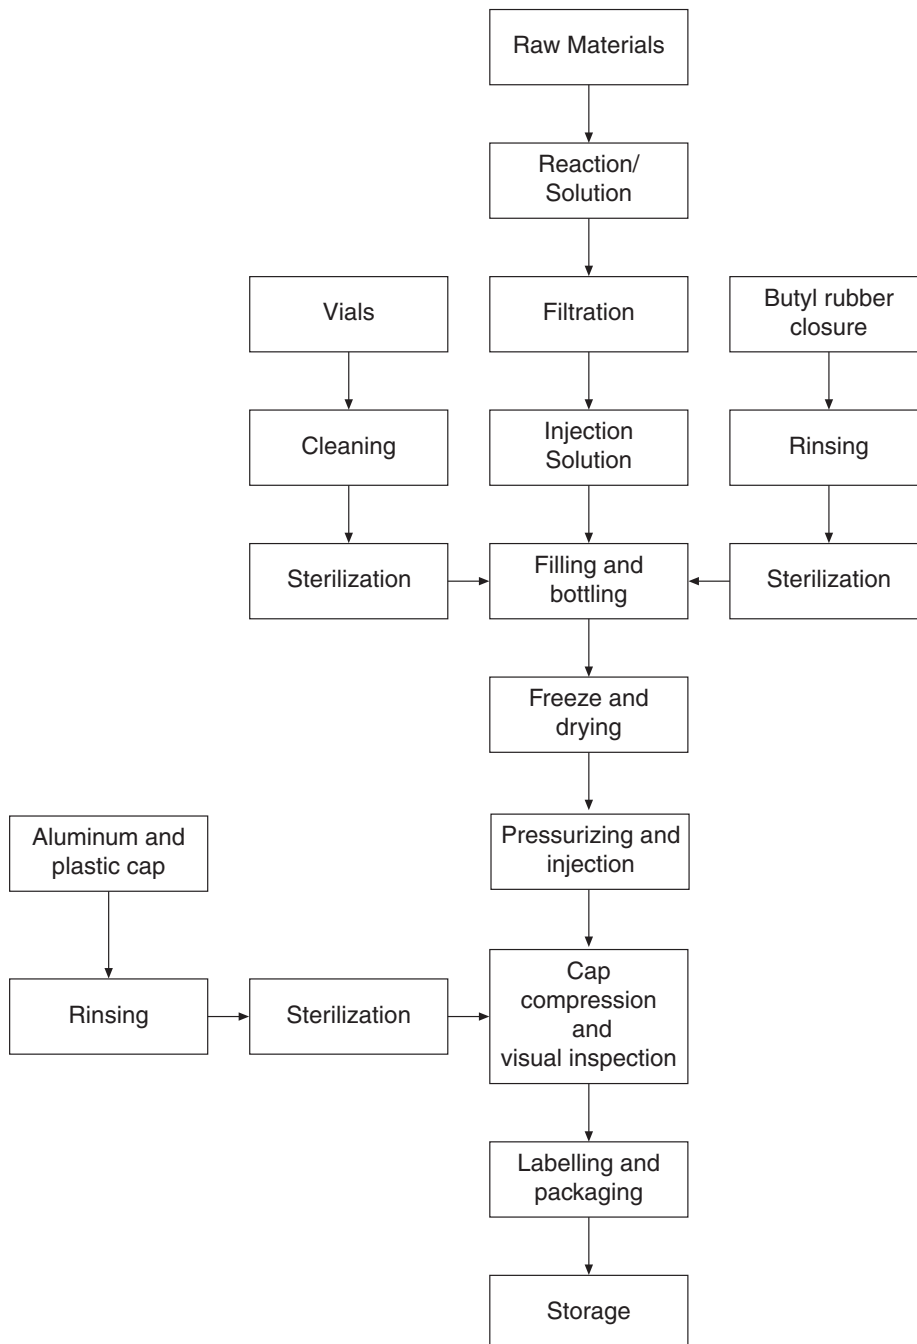 Raw Materials
Reaction/
Solution
Vials
Filtration
Butyl rubber
closure
Cleaning
Injection
Solution
Rinsing
Sterilization
Filling and
bottling
Sterilization
Freeze and
drying
Aluminum and
plastic cap
Pressurizing and
injection
Rinsing
Sterilization
Cap
compression
and
visual inspection
Labelling and
packaging
Storage